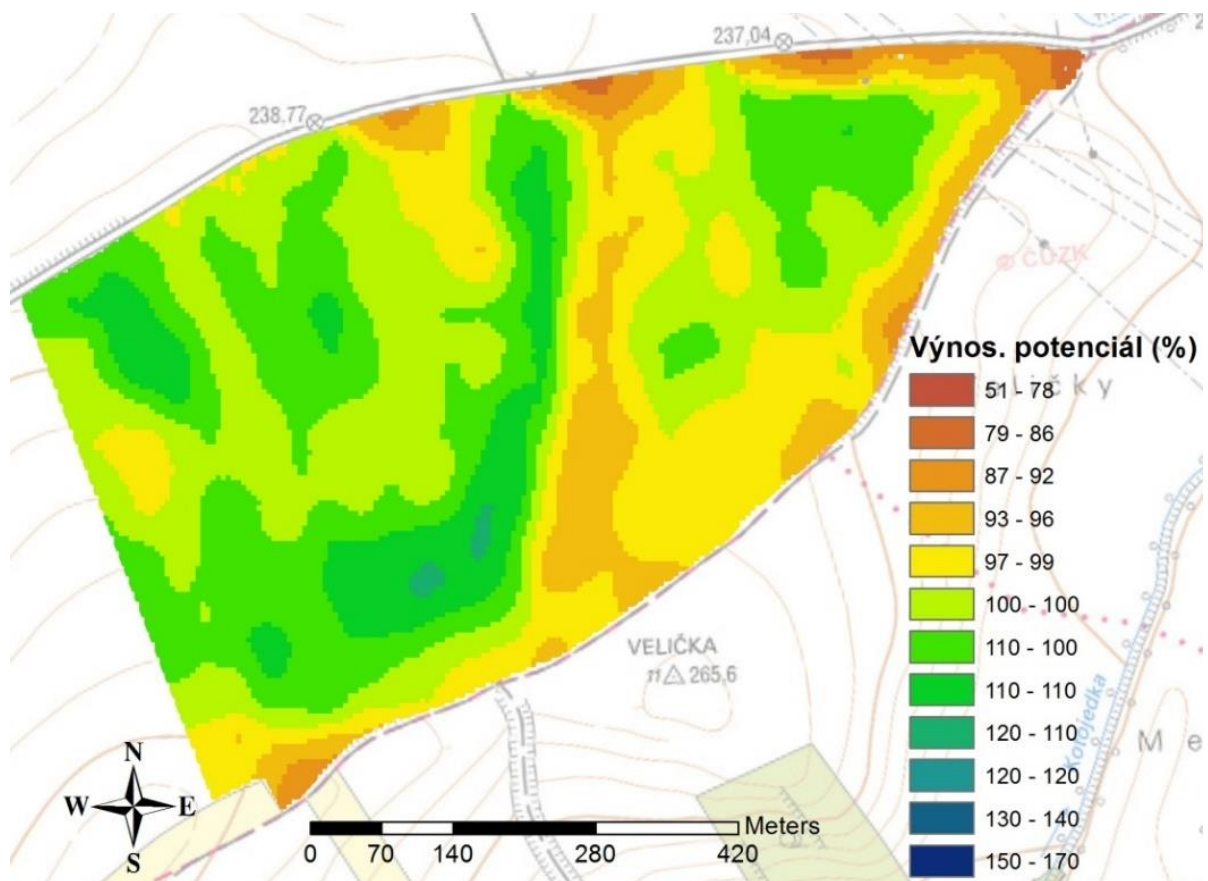 237,04
238.77
ČÚZK
Výnos. potenciál (%)
51 - 78
79 - 86
87 - 92
93 - 96
97 - 99
100 - 100
110 - 100
110 - 110
120 - 110
120 - 120
130 - 140
150 - 170
VELIČKA
11 △ 265.6
Kolojedka
M e
N
W E
S
Meters
0 70 140 280 420